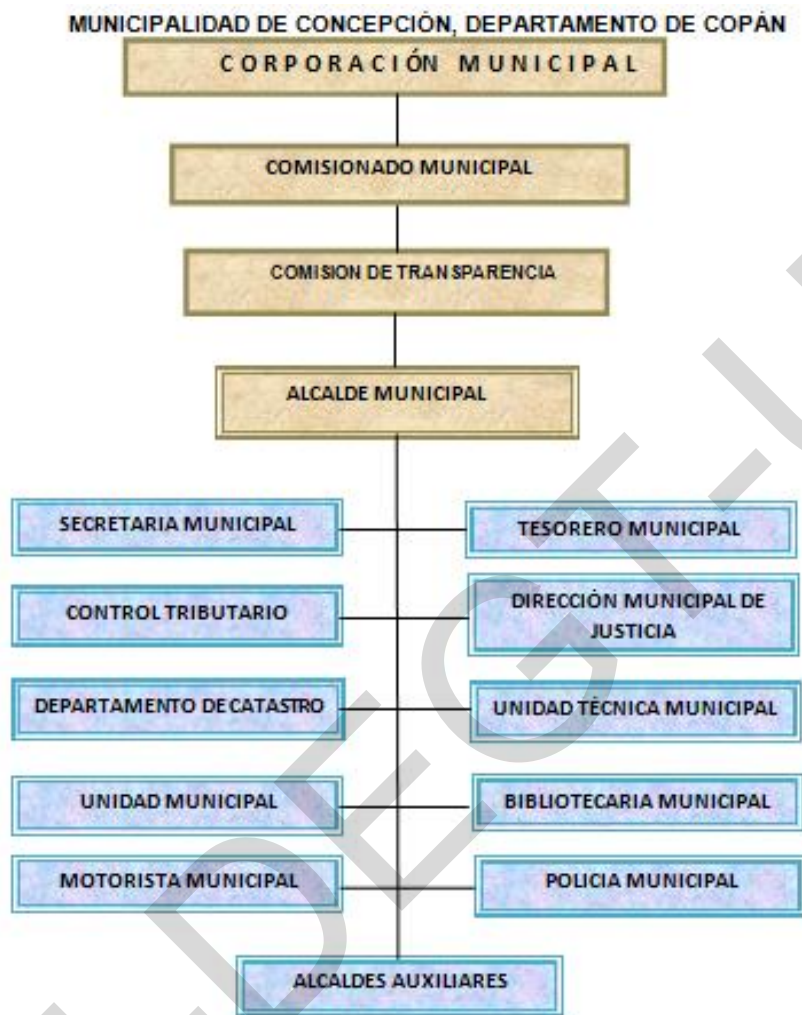 MUNICIPALIDAD DE CONCEPCIÓN, DEPARTAMENTO DE COPÁN
CORPORACIÓN MUNICIPAL
COMISIONADO MUNICIPAL
COMISION DE TRANSPARENCIA
ALCALDE MUNICIPAL
SECRETARIA MUNICIPAL
TESORERO MUNICIPAL
CONTROL TRIBUTARIO
DIRECCIÓN MUNICIPAL DE
JUSTICIA
DEPARTAMENTO DE CATASTRO
UNIDAD TÉCNICA MUNICIPAL
UNIDAD MUNICIPAL
BIBLIOTECARIA MUNICIPAL
MOTORISTA MUNICIPAL
POLICIA MUNICIPAL
ALCALDES AUXILIARES